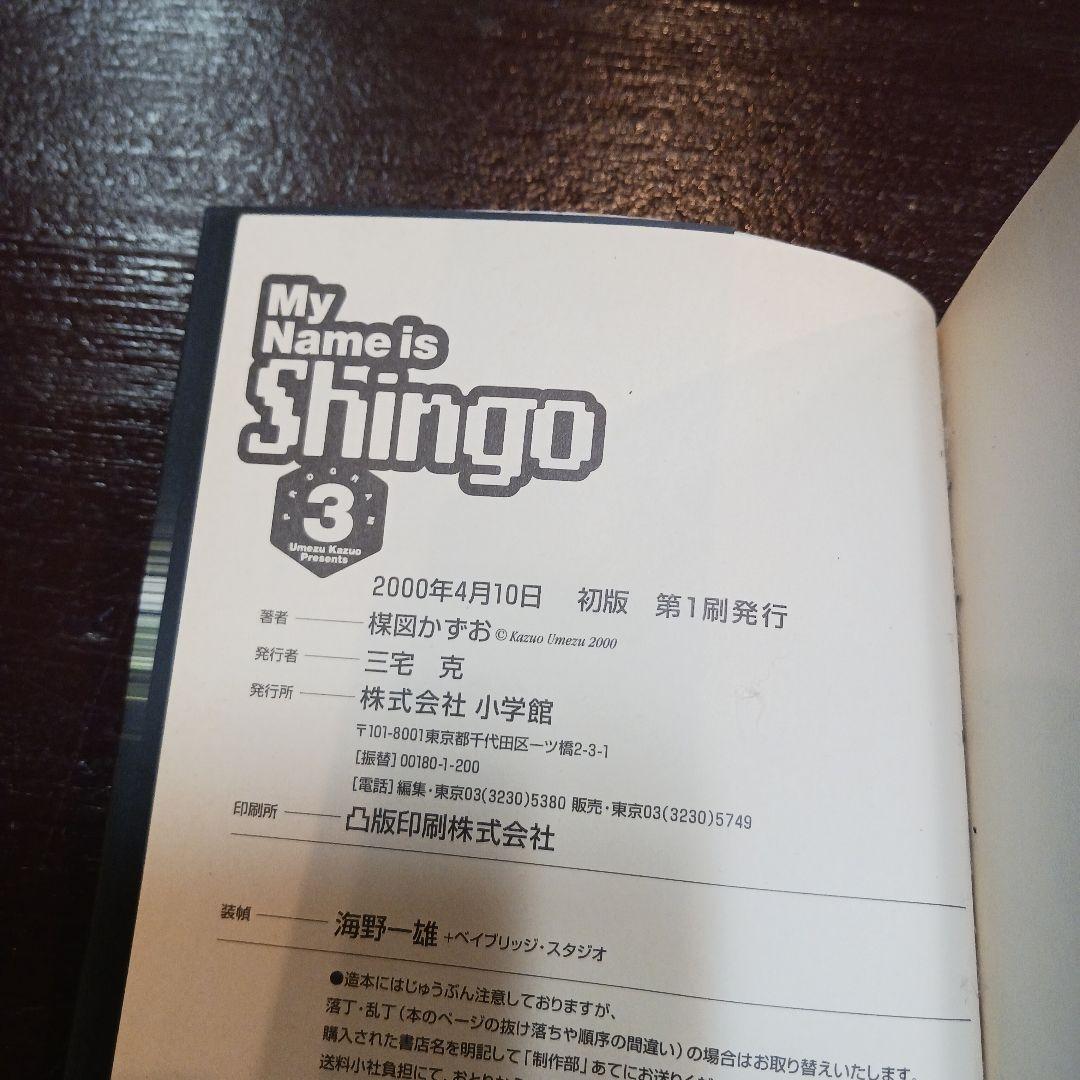 My
Name is
Shingo
PROGRAM
3
Umezu Kazuo
Presents
2000年4月10日 初版 第1刷発行
著者 楳図かずお © Kazuo Umezu 2000
発行者 三宅 克
発行所 株式会社 小学館
〒101-8001東京都千代田区一ツ橋2-3-1
[振替]00180-1-200
[電話]編集・東京03(3230)5380 販売・東京03(3230)5749
印刷所 凸版印刷株式会社
装幀 海野一雄+ベイブリッジ・スタジオ
●造本にはじゅうぶん注意しておりますが、
落丁・乱丁(本のページの抜け落ちや順序の間違い)の場合はお取り替えいたします。
購入された書店名を明記して「制作部」あてにお送りくだ
送料小社負担にて、おとり